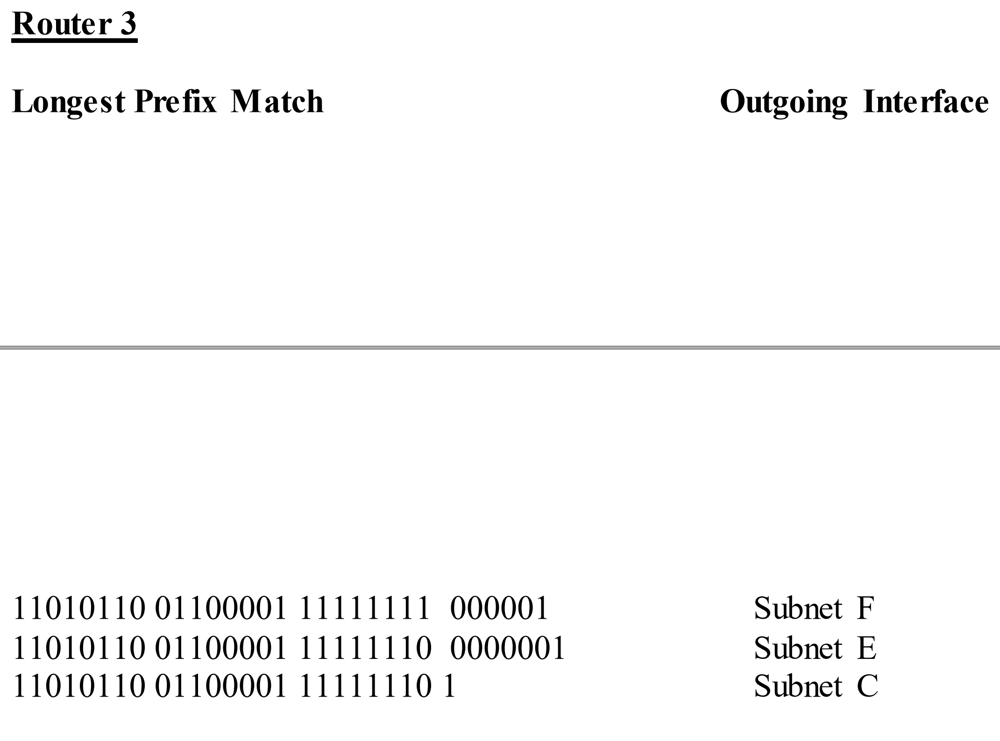 Router 3
Longest Prefix Match Outgoing Interface
11010110 01100001 11111111 000001 Subnet F
11010110 01100001 11111110 0000001 Subnet E
11010110 01100001 11111110 1 Subnet C